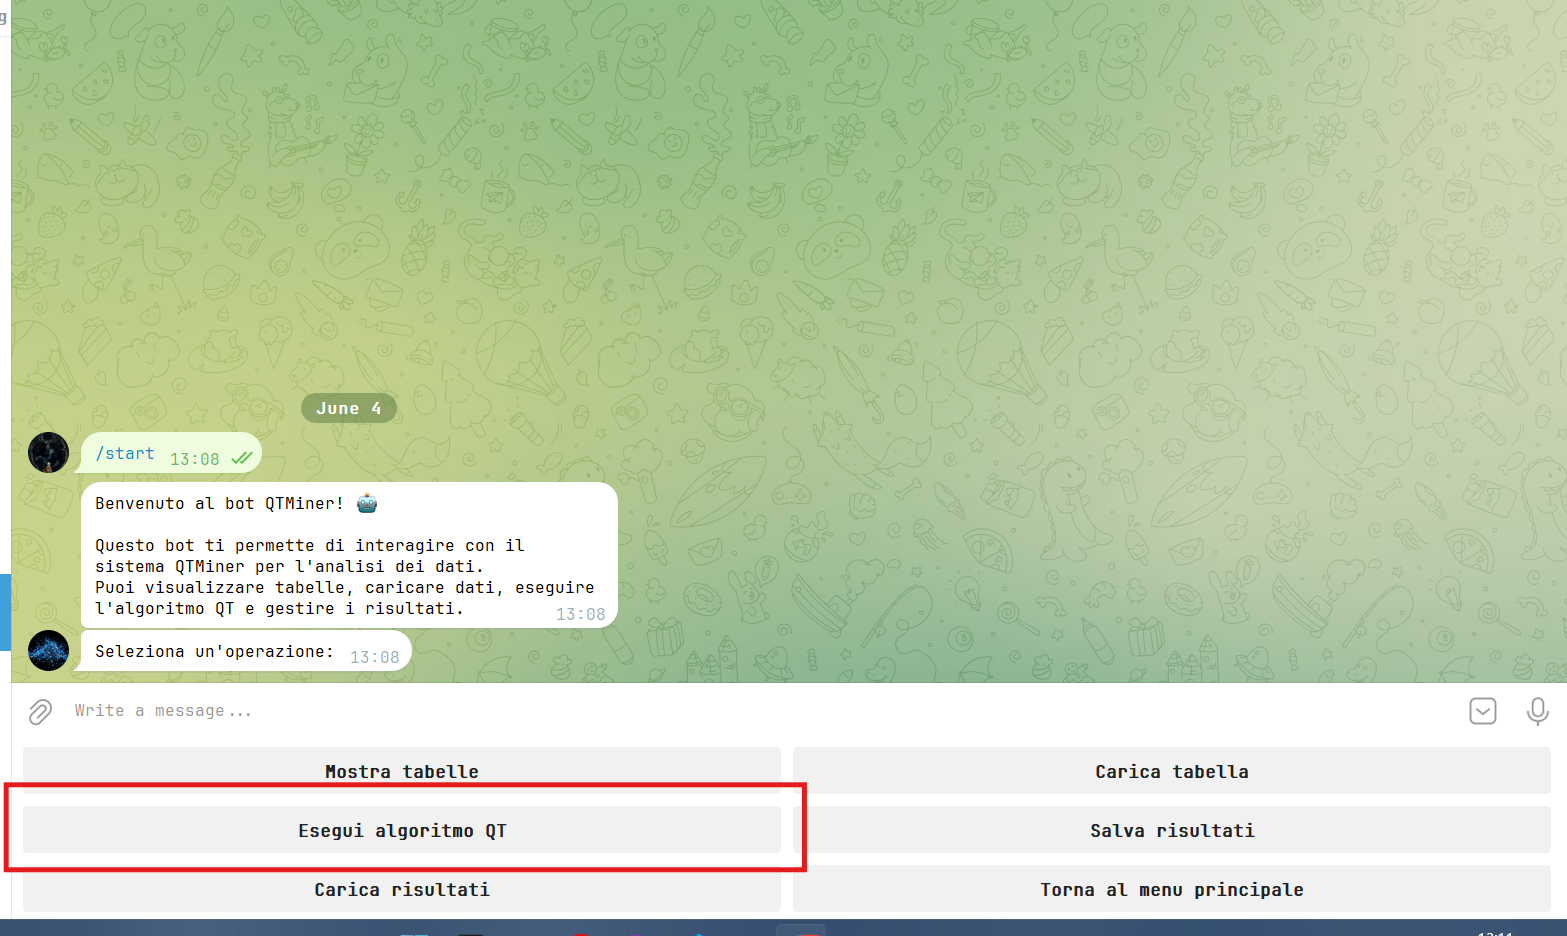 g
June 4
/start 13:08
Benvenuto al bot QTMiner! 🤖
Questo bot ti permette di interagire con il
sistema QTMiner per l'analisi dei dati.
Puoi visualizzare tabelle, caricare dati, eseguire
l'algoritmo QT e gestire i risultati. 13:08
Seleziona un'operazione: 13:08
Write a message...
Mostra tabelle Carica tabella
Esegui algoritmo QT Salva risultati
Carica risultati Torna al menu principale